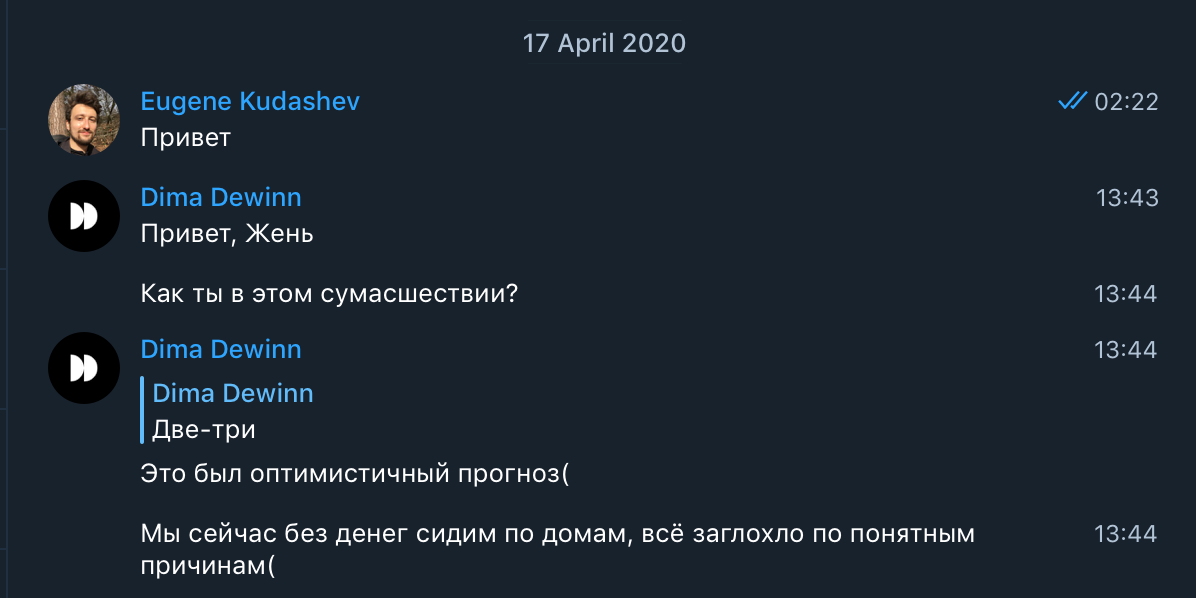 17 April 2020
Eugene Kudashev 02:22
Привет
Dima Dewinn 13:43
Привет, Жень
Как ты в этом сумасшествии? 13:44
Dima Dewinn 13:44
Dima Dewinn
Две-три
Это был оптимистичный прогноз(
Мы сейчас без денег сидим по домам, всё заглохло по понятным 13:44
причинам(